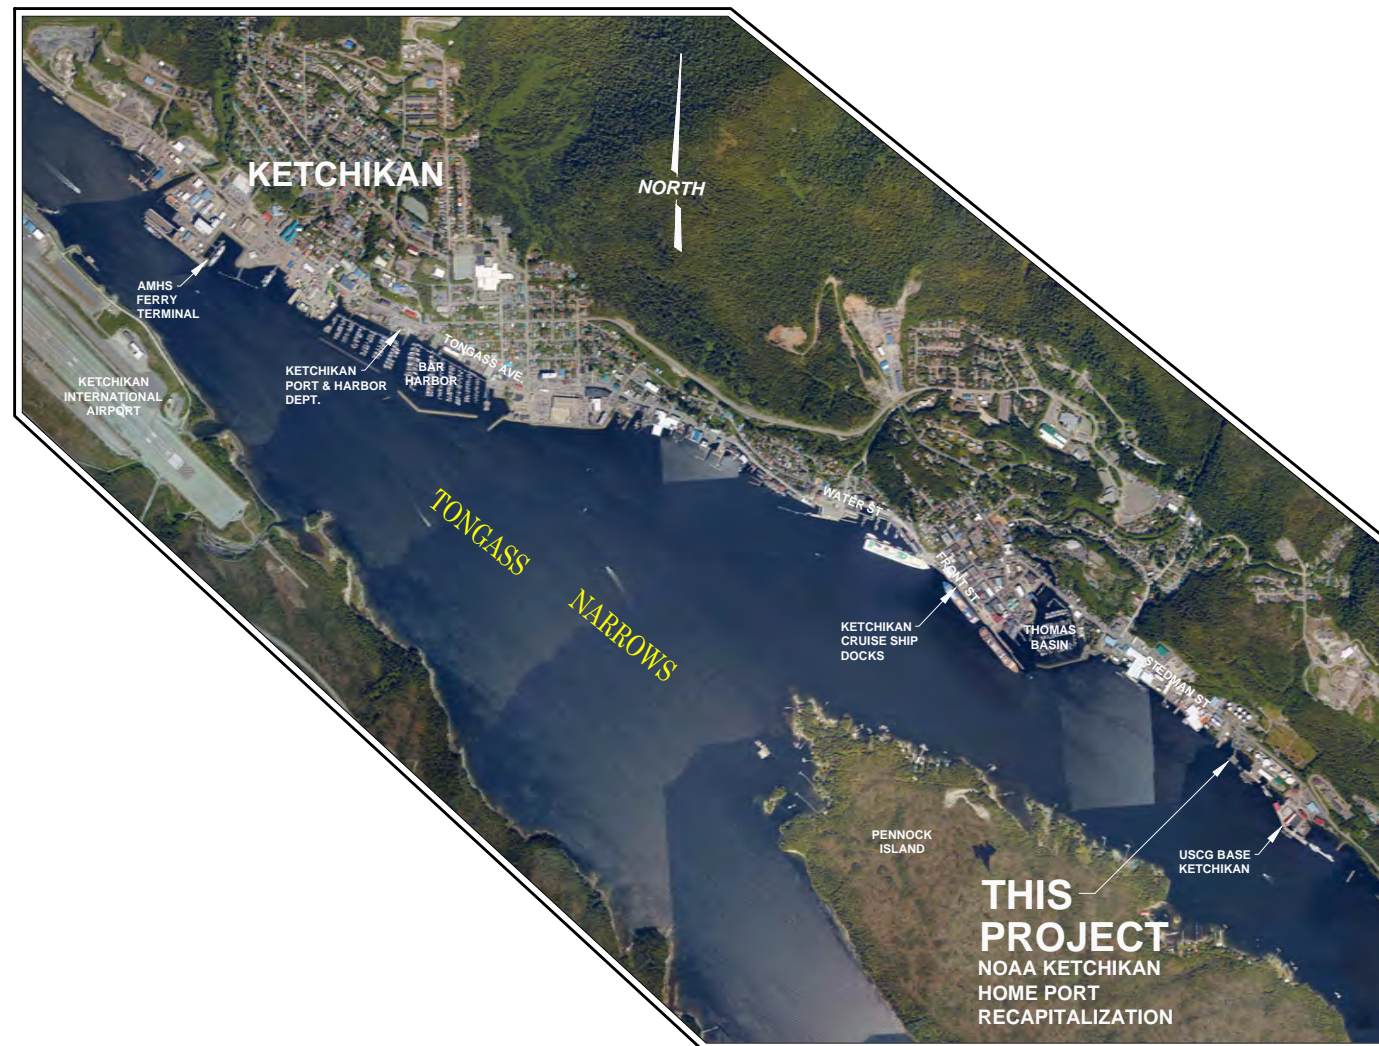 KETCHIKAN
NORTH
AMHS
FERRY
TERMINAL
KETCHIKAN
INTERNATIONAL
AIRPORT
KETCHIKAN
PORT & HARBOR
DEPT.
BAR
HARBOR
TONGASS AVE.
WATER ST
FRONT ST
TONGASS
NARROWS
KETCHIKAN
CRUISE SHIP
DOCKS
THOMAS
BASIN
STEDMAN ST
PENNOCK
ISLAND
USCG BASE
KETCHIKAN
THIS
PROJECT
NOAA KETCHIKAN
HOME PORT
RECAPITALIZATION